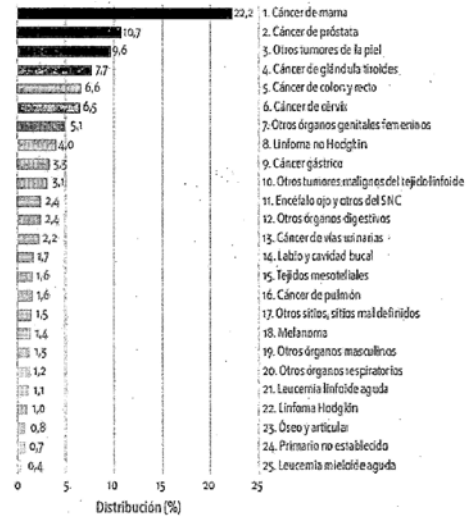 22,2 1. Cáncer de mama
10,7 2. Cáncer de próstata
9,6 3. Otros tumores de la piel
7,7 4. Cáncer de glándula tiroides
6,6 5. Cáncer de colon y recto
6,5 6. Cáncer de cérvix
5,1 7. Otros órganos genitales femeninos
4,0 8. Linfoma no Hodgkin
3,3 9. Cáncer gástrico
3,1 10. Otros tumores malignos del tejido linfoide
2,4 11. Encéfalo ojo y otros del SNC
2,4 12. Otros órganos digestivos
2,2 13. Cáncer de vías urinarias
1,7 14. Labio y cavidad bucal
1,6 15. Tejidos mesoteliales
1,6 16. Cáncer de pulmón
1,5 17. Otros sitios, sitios mal definidos
1,4 18. Melanoma
1,3 19. Otros órganos masculinos
1,2 20. Otros órganos respiratorios
1,1 21. Leucemia linfoide aguda
1,0 22. Linfoma Hodgkin
0,8 23. Óseo y articular
0,7 24. Primario no establecido
0,4 25. Leucemia mieloide aguda
0 5 10 15 20 25
Distribución (%)